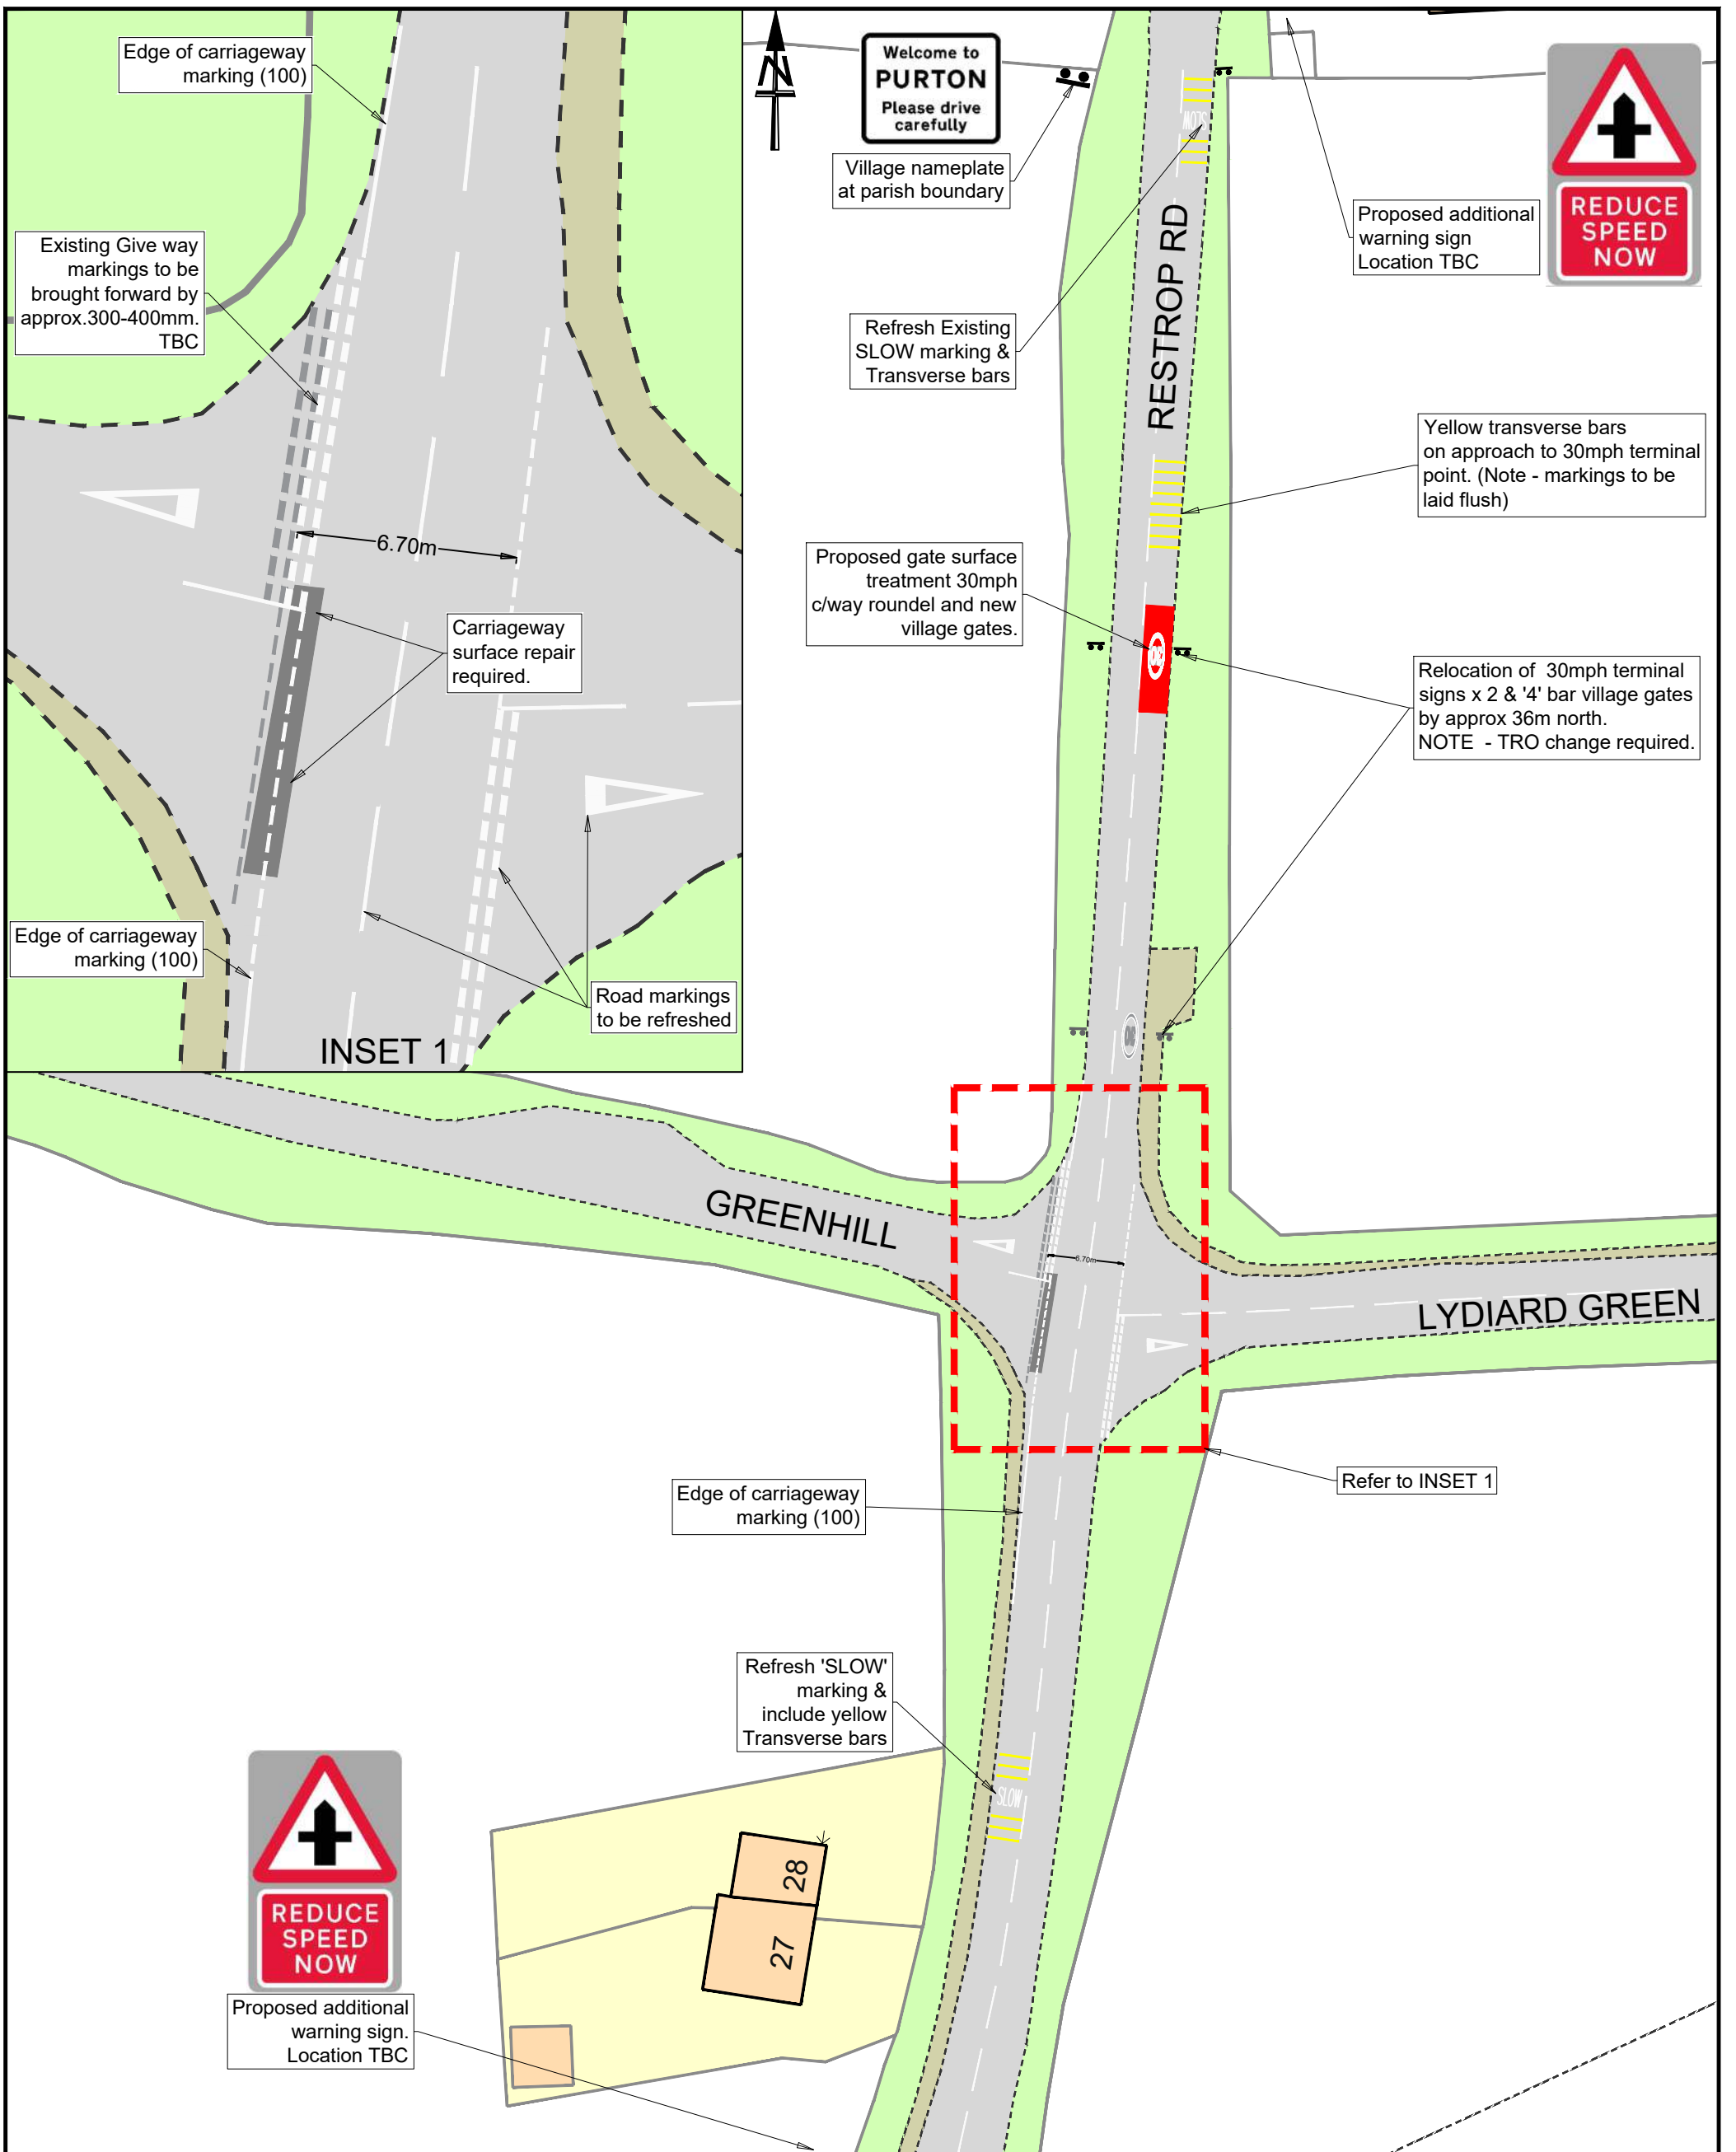 Edge of carriageway
marking (100)
Existing Give way
markings to be
brought forward by
approx.300-400mm.
TBC
6.70m
Carriageway
surface repair
required.
Edge of carriageway
marking (100)
Road markings
to be refreshed
INSET 1
N
Welcome to
PURTON
Please drive
carefully
Village nameplate
at parish boundary
SLOW
REDUCE
SPEED
NOW
Proposed additional
warning sign
Location TBC
RESTROP RD
Refresh Existing
SLOW marking &
Transverse bars
Yellow transverse bars
on approach to 30mph terminal
point. (Note - markings to be
laid flush)
Proposed gate surface
treatment 30mph
c/way roundel and new
village gates.
30
Relocation of 30mph terminal
signs x 2 & '4' bar village gates
by approx 36m north.
NOTE - TRO change required.
30
GREENHILL
6.70m
LYDIARD GREEN
Refer to INSET 1
Edge of carriageway
marking (100)
Refresh 'SLOW'
marking &
include yellow
Transverse bars
SLOW
28
27
REDUCE
SPEED
NOW
Proposed additional
warning sign.
Location TBC